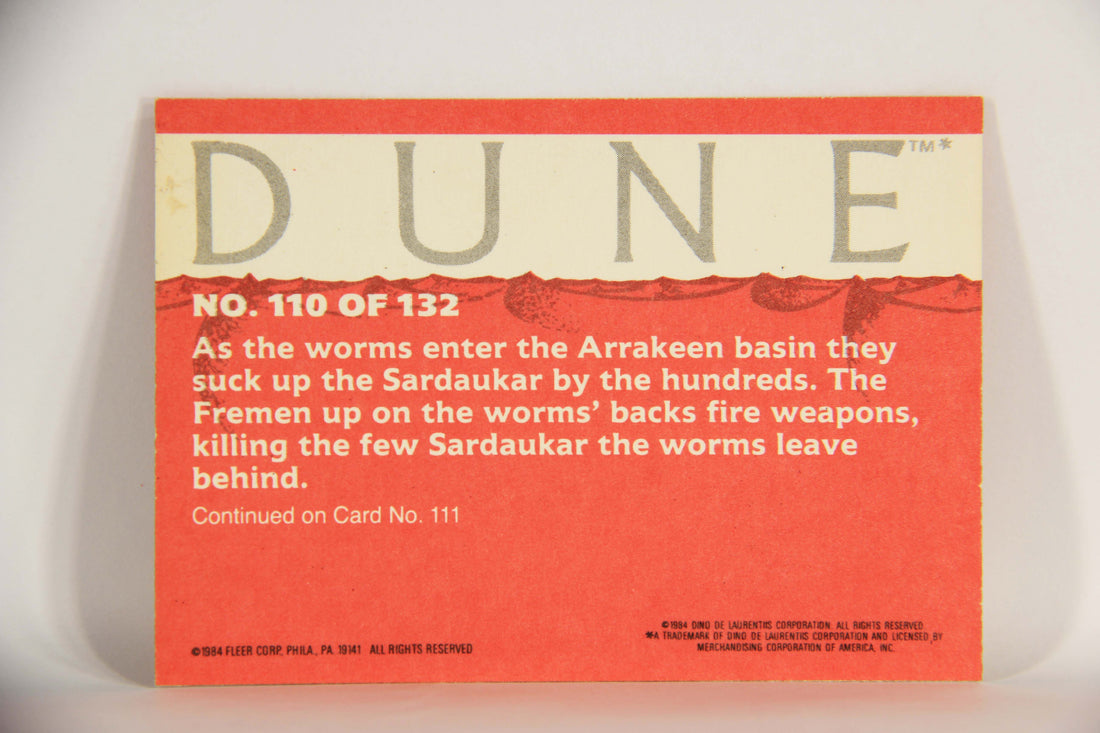 DUNE™*
NO. 110 OF 132
As the worms enter the Arrakeen basin they
suck up the Sardaukar by the hundreds. The
Fremen up on the worms’ backs fire weapons,
killing the few Sardaukar the worms leave
behind.
Continued on Card No. 111
©1984 FLEER CORP., PHILA., PA. 19141 ALL RIGHTS RESERVED
©1984 DINO DE LAURENTIIS CORPORATION. ALL RIGHTS RESERVED
*A TRADEMARK OF DINO DE LAURENTIIS CORPORATION AND LICENSED BY
MERCHANDISING CORPORATION OF AMERICA, INC.